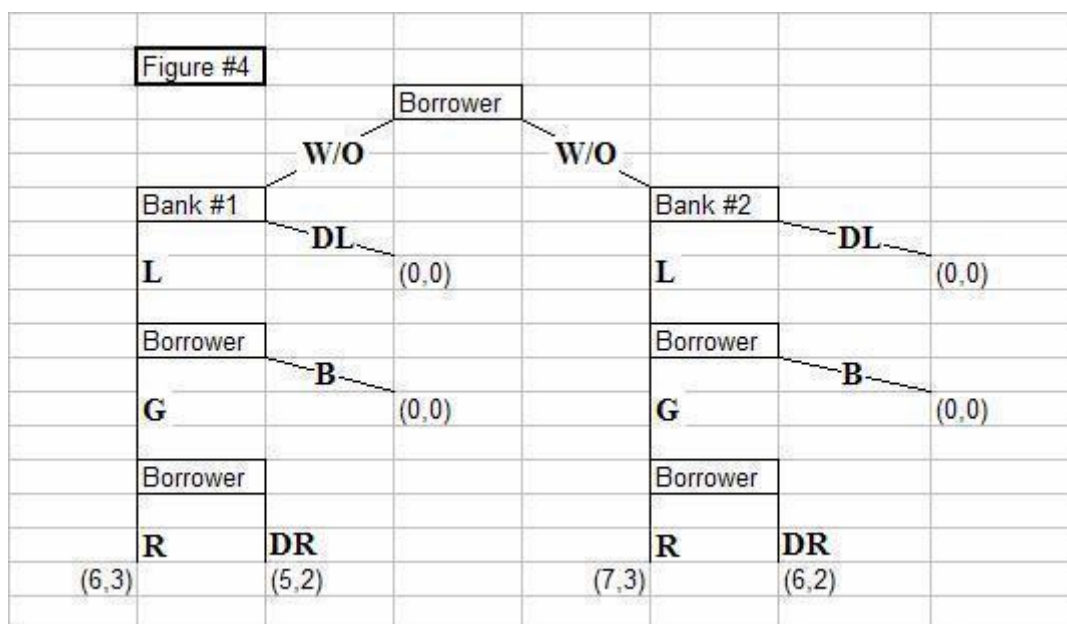 Figure #4
Borrower
W/O W/O
Bank #1 Bank #2
DL DL
L (0,0) L (0,0)
Borrower Borrower
B B
G (0,0) G (0,0)
Borrower Borrower
R DR R DR
(6,3) (5,2) (7,3) (6,2)